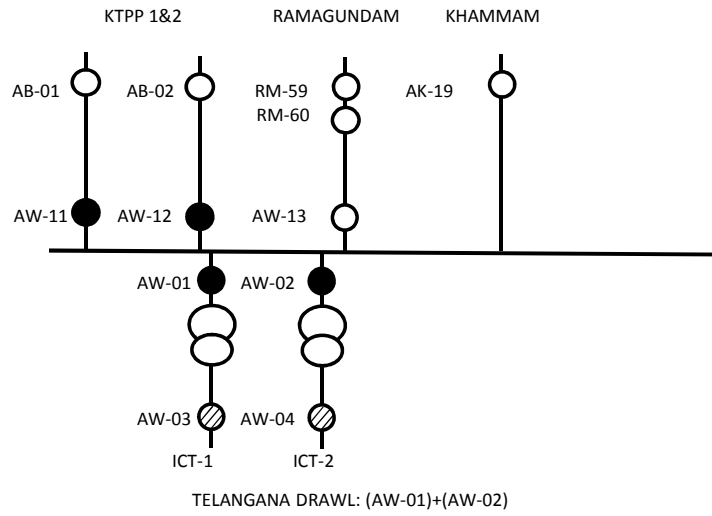 KTPP 1&2 RAMAGUNDAM KHAMMAM
AB-01 AB-02 RM-59 AK-19
RM-60
AW-11 AW-12 AW-13
AW-01 AW-02
AW-03 AW-04
ICT-1 ICT-2
TELANGANA DRAWL: (AW-01)+(AW-02)